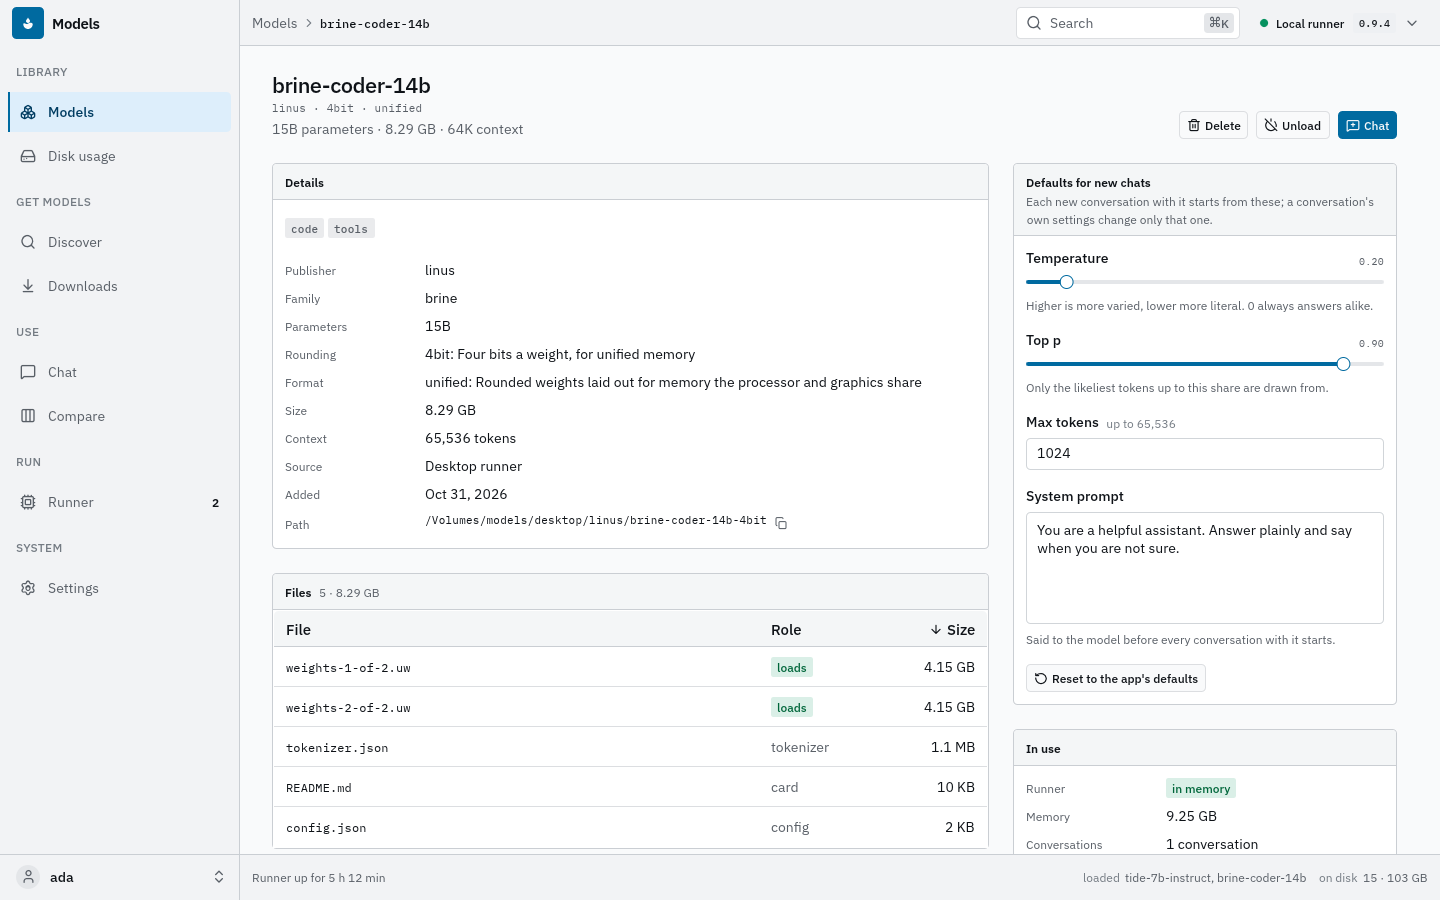 Models
Models
brine-coder-14b
Search
⌘K
Local runner
0.9.4
LIBRARY
Models
Disk usage
GET MODELS
Discover
Downloads
USE
Chat
Compare
RUN
Runner
2
SYSTEM
Settings
ada
brine-coder-14b
linus · 4bit · unified
15B parameters · 8.29 GB · 64K context
Delete
Unload
Chat
Details
code
tools
Publisher
linus
Family
brine
Parameters
15B
Rounding
4bit: Four bits a weight, for unified memory
Format
unified: Rounded weights laid out for memory the processor and graphics share
Size
8.29 GB
Context
65,536 tokens
Source
Desktop runner
Added
Oct 31, 2026
Path
/Volumes/models/desktop/linus/brine-coder-14b-4bit
Files 5 · 8.29 GB
File
Role
Size
weights-1-of-2.uw
loads
4.15 GB
weights-2-of-2.uw
loads
4.15 GB
tokenizer.json
tokenizer
1.1 MB
README.md
card
10 KB
config.json
config
2 KB
Defaults for new chats
Each new conversation with it starts from these; a conversation's
own settings change only that one.
Temperature
0.20
Higher is more varied, lower more literal. 0 always answers alike.
Top p
0.90
Only the likeliest tokens up to this share are drawn from.
Max tokens up to 65,536
1024
System prompt
You are a helpful assistant. Answer plainly and say
when you are not sure.
Said to the model before every conversation with it starts.
Reset to the app's defaults
In use
Runner
in memory
Memory
9.25 GB
Conversations
1 conversation
Runner up for 5 h 12 min
loaded tide-7b-instruct, brine-coder-14b
on disk 15 · 103 GB